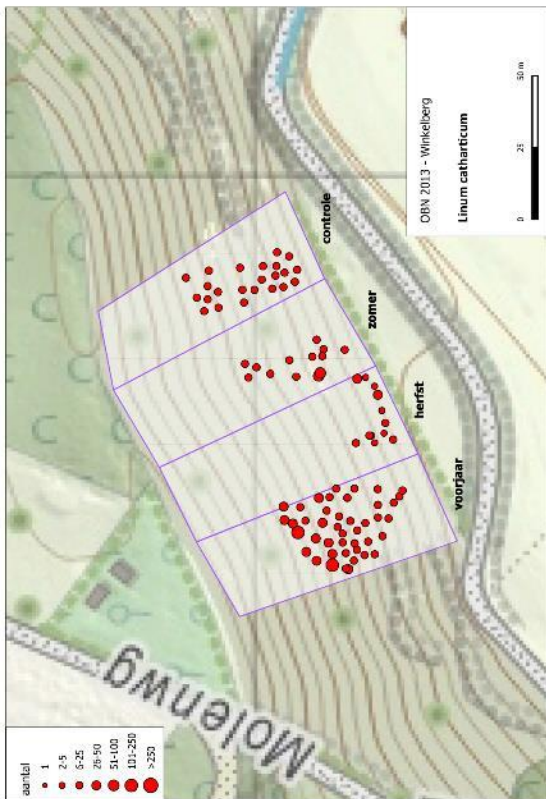 aantal
1
2-5
6-25
26-50
51-100
101-250
>250
Molenwg
voorjaar
herfst
zomer
controle
OBN 2013 - Winkelberg
Linum catharticum
0 25 50 m